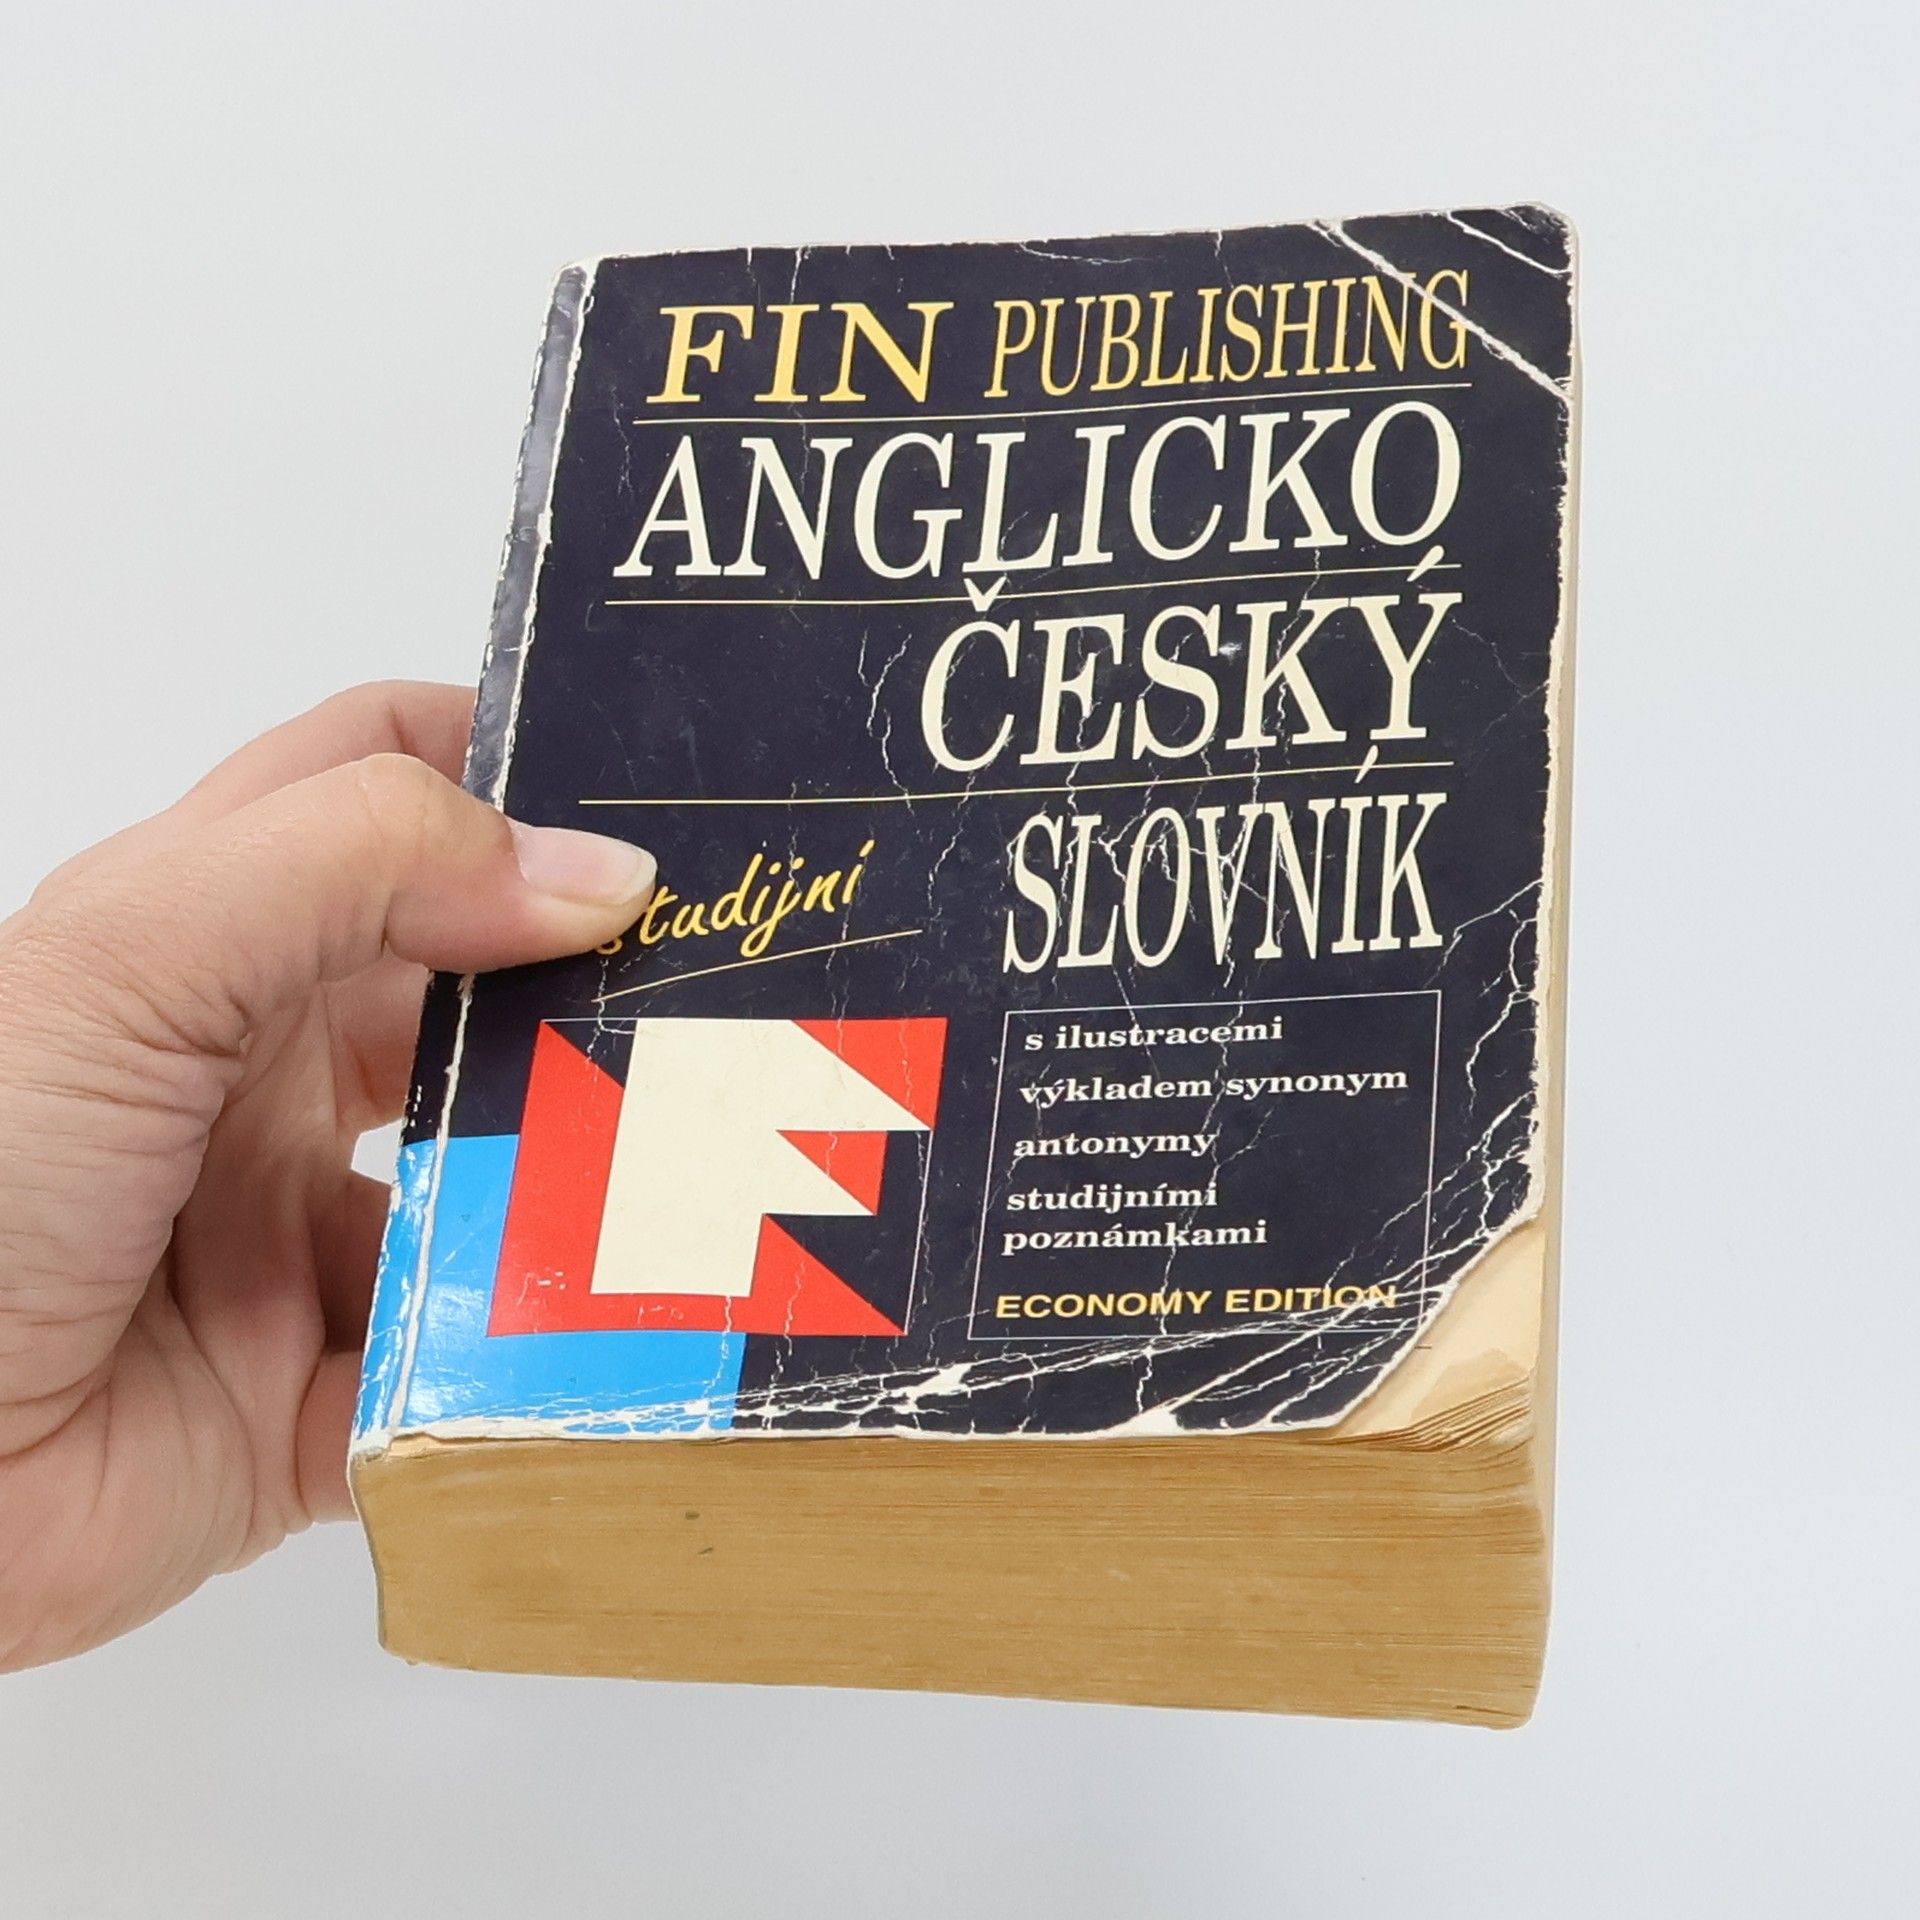 FIN PUBLISHING
ANGLICKO
ČESKÝ
studijní SLOVNÍK
s ilustracemi
výkladem synonym
antonymy
studijními
poznámkami
ECONOMY EDITION